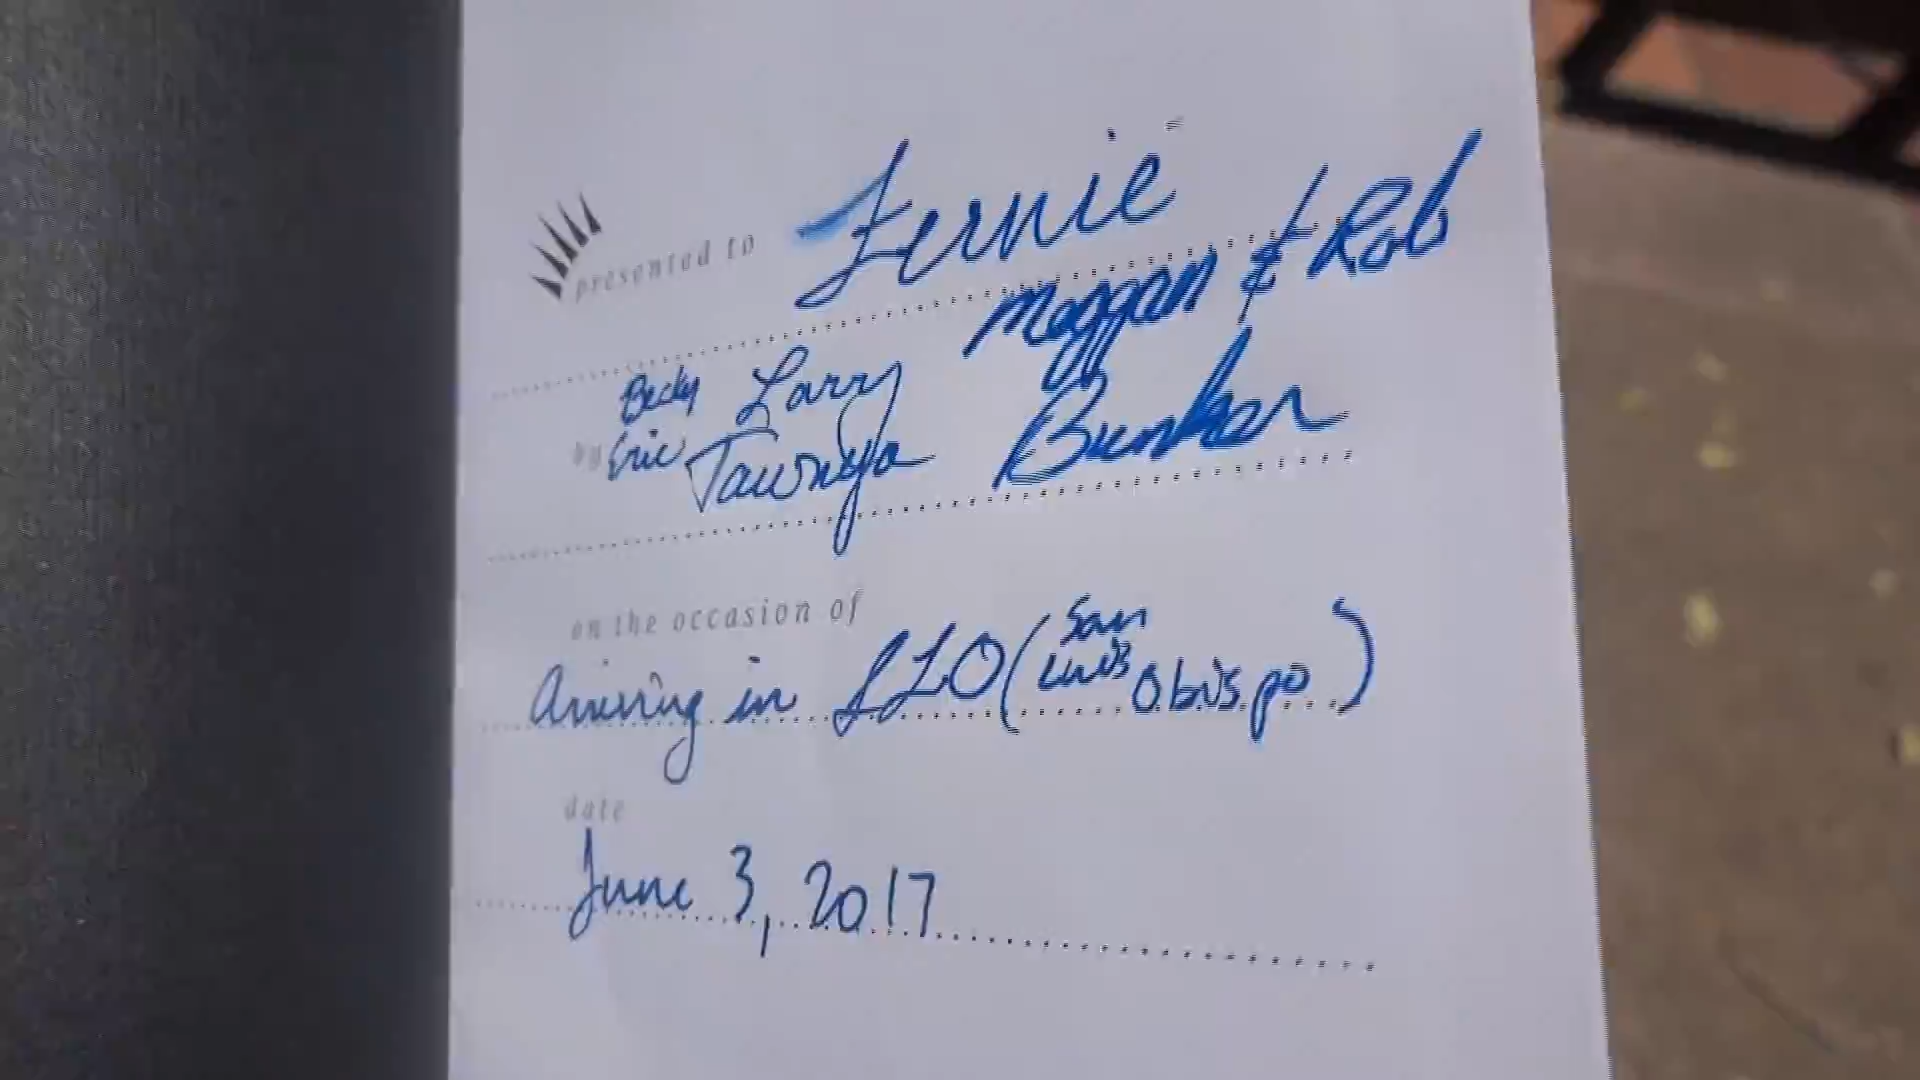 presented to Fernie
Meggan & Rob
Becky Larry Bunker
by Eric Tawnya
on the occasion of
Arriving in SLO (San Luis Obispo)
date
June 3, 2017